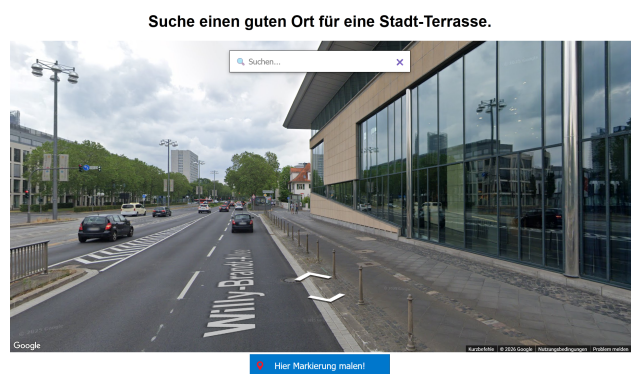 Suche einen guten Ort für eine Stadt-Terrasse.
Suchen...
Willy-Brandt-Allee
Google
Kurzbefehle © 2026 Google Nutzungsbedingungen Problem melden
Hier Markierung malen!